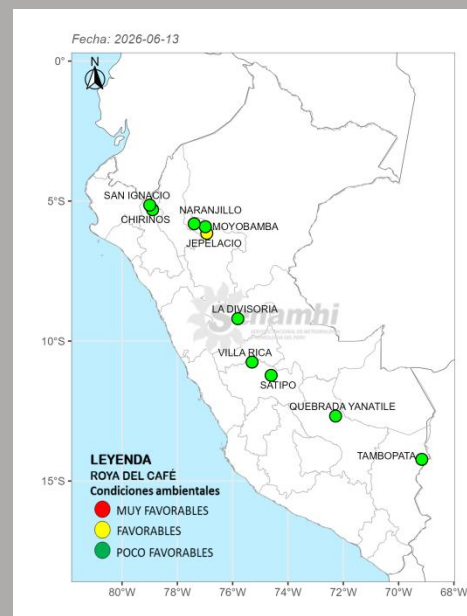 Fecha: 2026-06-13
N
0°
5°S
10°S
15°S
SAN IGNACIO
CHIRINOS
NARANJILLO
MOYOBAMBA
JEPELACIO
LA DIVISORIA
VILLA RICA
SATIPO
QUEBRADA YANATILE
TAMBOPATA
LEYENDA
ROYA DEL CAFÉ
Condiciones ambientales
MUY FAVORABLES
FAVORABLES
POCO FAVORABLES
80°W 78°W 76°W 74°W 72°W 70°W 68°W